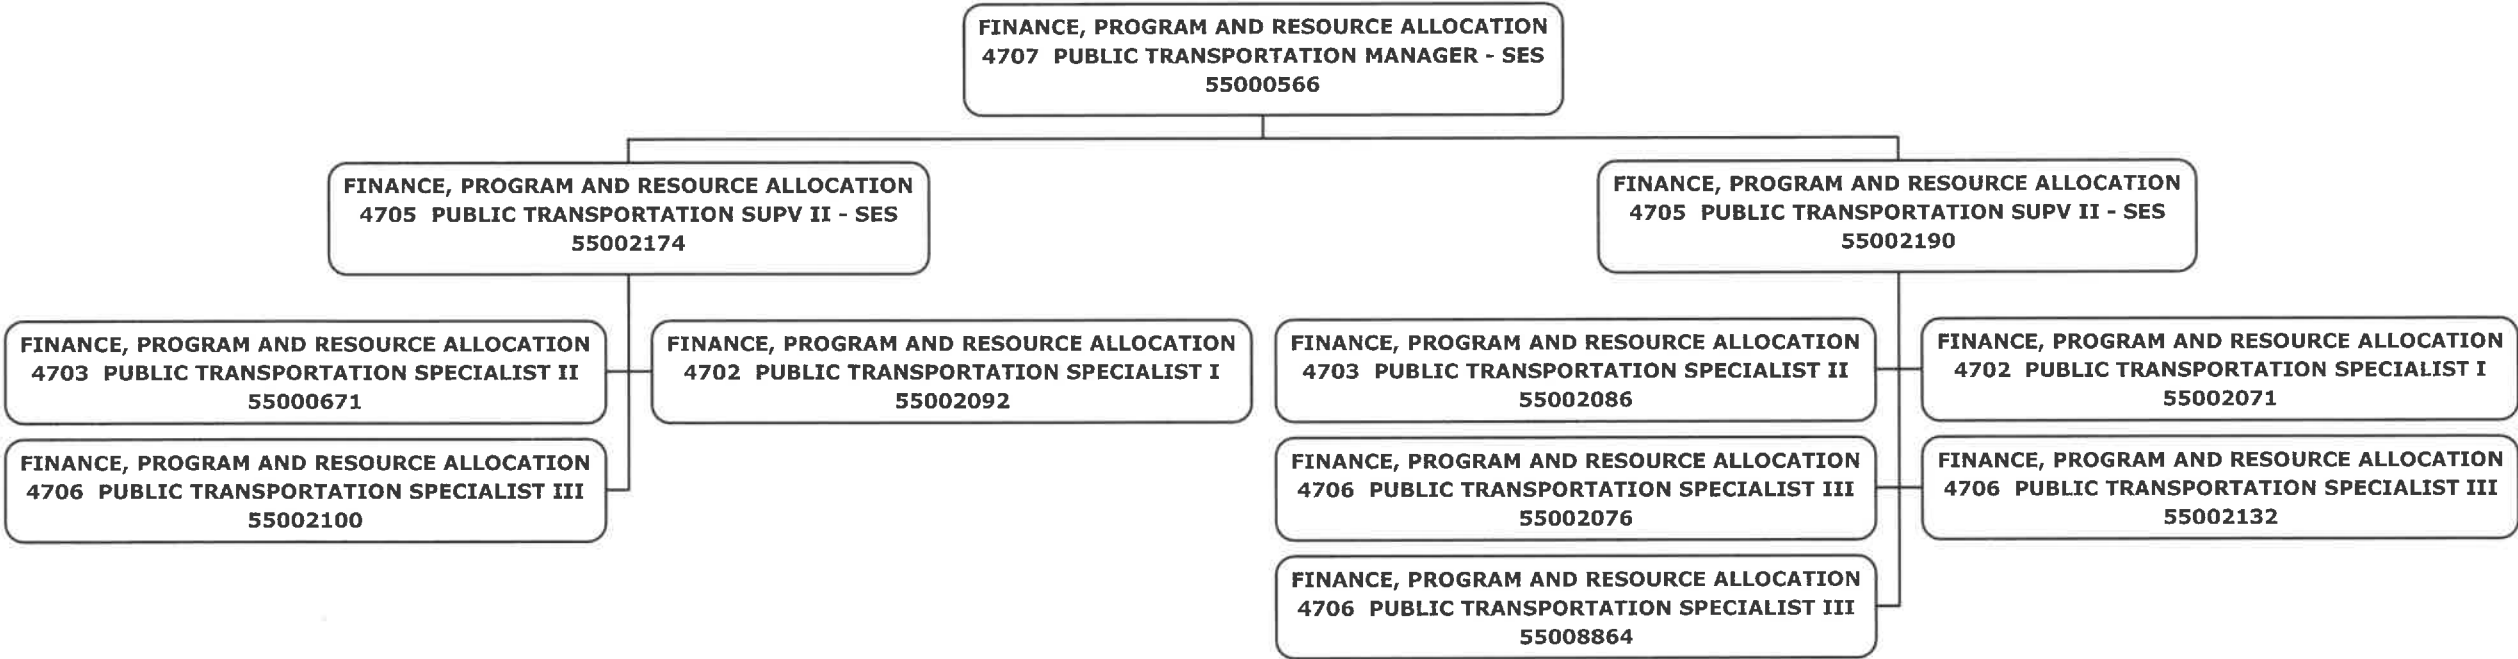 FINANCE, PROGRAM AND RESOURCE ALLOCATION
4707 PUBLIC TRANSPORTATION MANAGER - SES
55000566
FINANCE, PROGRAM AND RESOURCE ALLOCATION
4705 PUBLIC TRANSPORTATION SUPV II - SES
55002174
FINANCE, PROGRAM AND RESOURCE ALLOCATION
4705 PUBLIC TRANSPORTATION SUPV II - SES
55002190
FINANCE, PROGRAM AND RESOURCE ALLOCATION
4703 PUBLIC TRANSPORTATION SPECIALIST II
55000671
FINANCE, PROGRAM AND RESOURCE ALLOCATION
4702 PUBLIC TRANSPORTATION SPECIALIST I
55002092
FINANCE, PROGRAM AND RESOURCE ALLOCATION
4703 PUBLIC TRANSPORTATION SPECIALIST II
55002086
FINANCE, PROGRAM AND RESOURCE ALLOCATION
4702 PUBLIC TRANSPORTATION SPECIALIST I
55002071
FINANCE, PROGRAM AND RESOURCE ALLOCATION
4706 PUBLIC TRANSPORTATION SPECIALIST III
55002100
FINANCE, PROGRAM AND RESOURCE ALLOCATION
4706 PUBLIC TRANSPORTATION SPECIALIST III
55002076
FINANCE, PROGRAM AND RESOURCE ALLOCATION
4706 PUBLIC TRANSPORTATION SPECIALIST III
55002132
FINANCE, PROGRAM AND RESOURCE ALLOCATION
4706 PUBLIC TRANSPORTATION SPECIALIST III
55008864